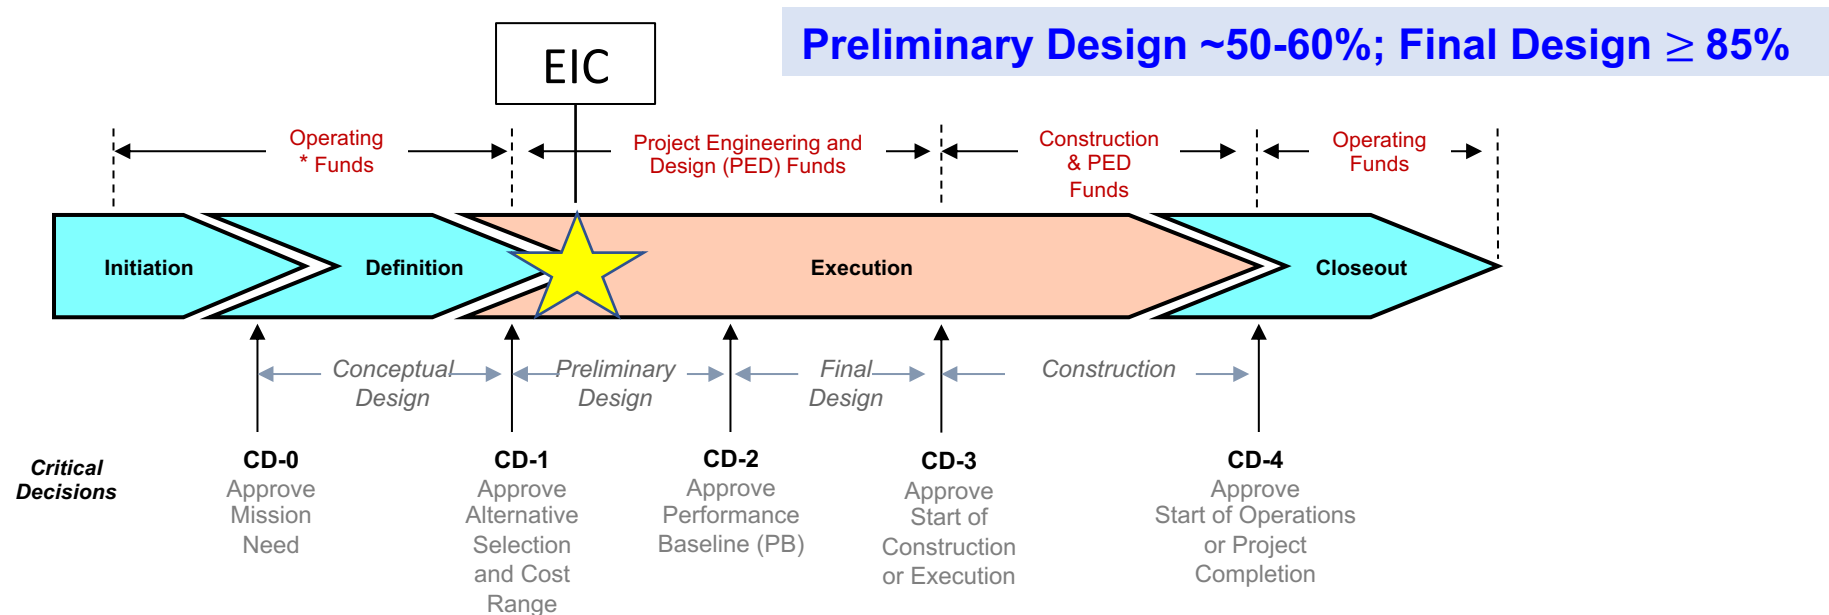 EIC
Preliminary Design ~50-60%; Final Design ≥ 85%
Operating
* Funds
Project Engineering and
Design (PED) Funds
Construction
& PED
Funds
Operating
Funds
Initiation
Definition
Execution
Closeout
Conceptual
Design
Preliminary
Design
Final
Design
Construction
Critical
Decisions
CD-0
Approve
Mission
Need
CD-1
Approve
Alternative
Selection
and Cost
Range
CD-2
Approve
Performance
Baseline (PB)
CD-3
Approve
Start of
Construction
or Execution
CD-4
Approve
Start of Operations
or Project
Completion